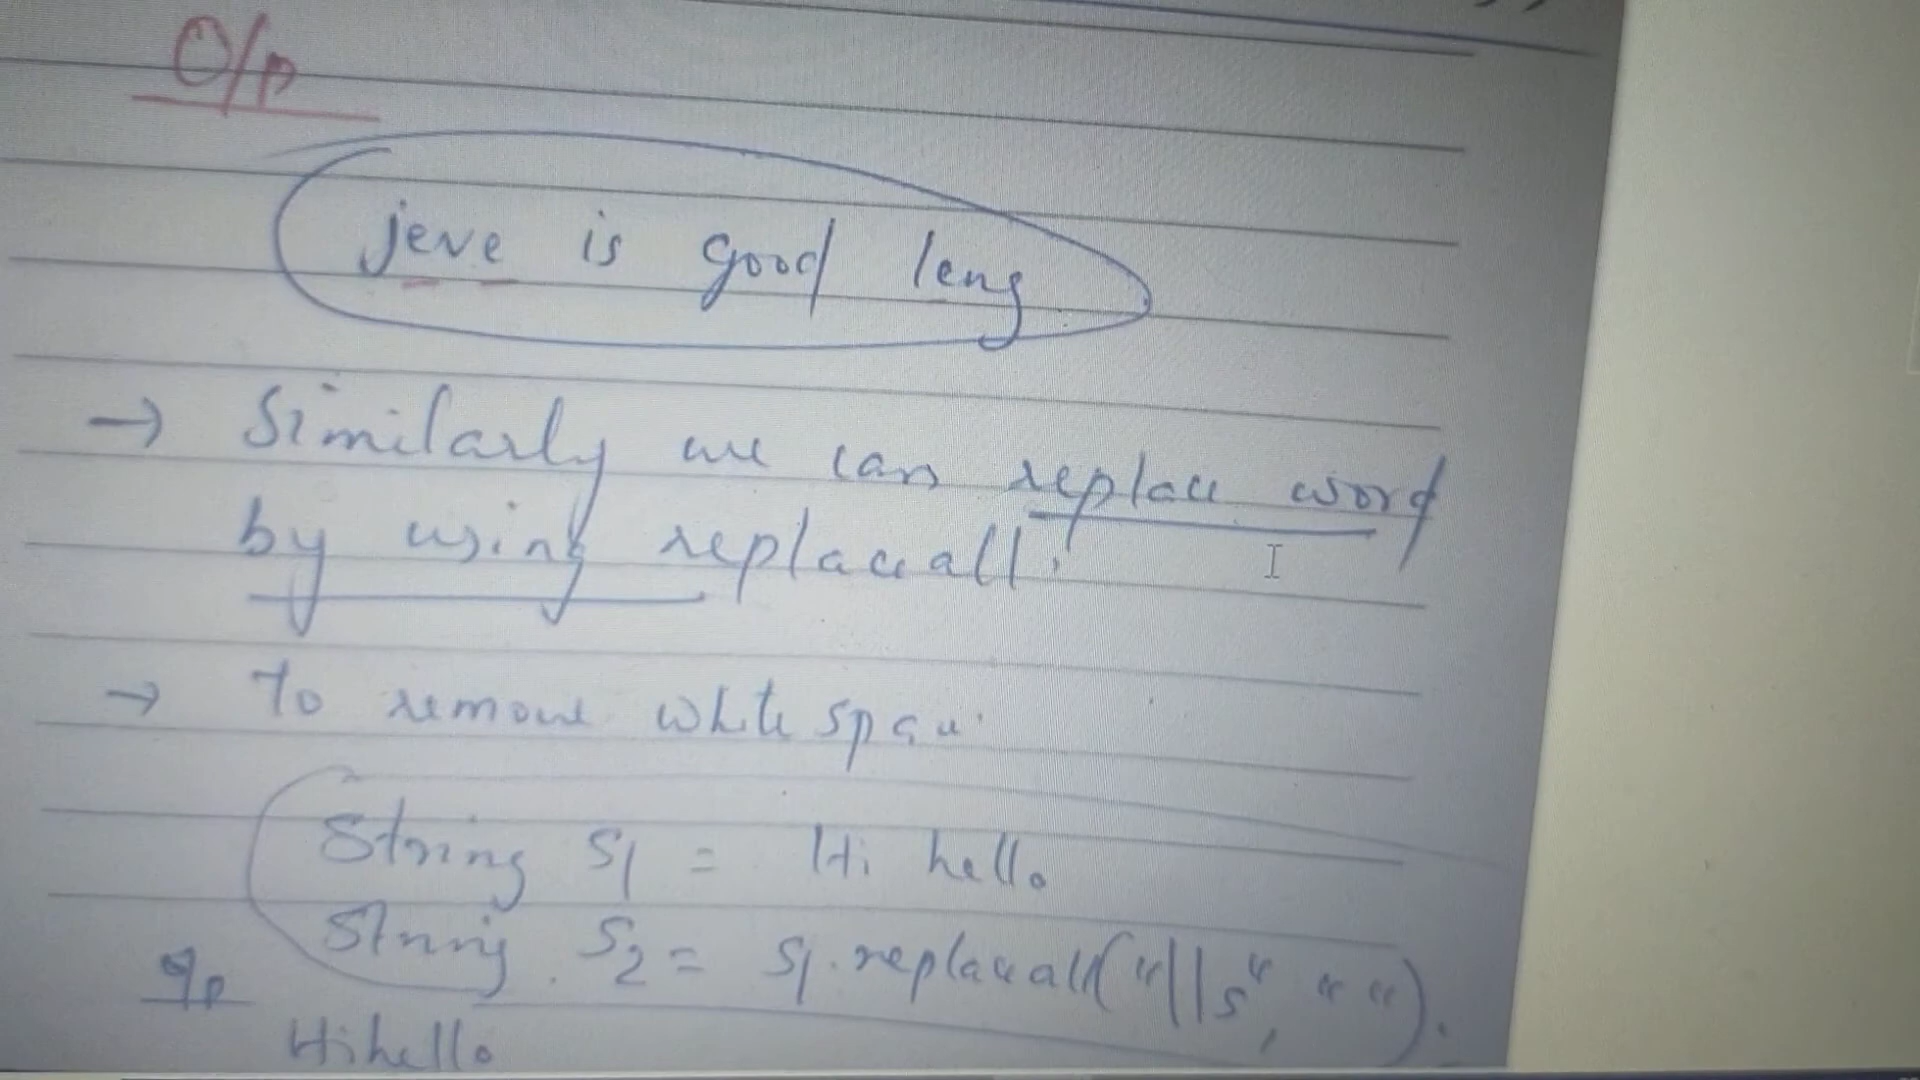 O/p
jeve is good leng
→ Similarly we can replace word
by using replaceall.
→ To remove white space
String S1 = Hi hello
String S2 = S1.replaceall("\\s", "").
O/p
Hihello